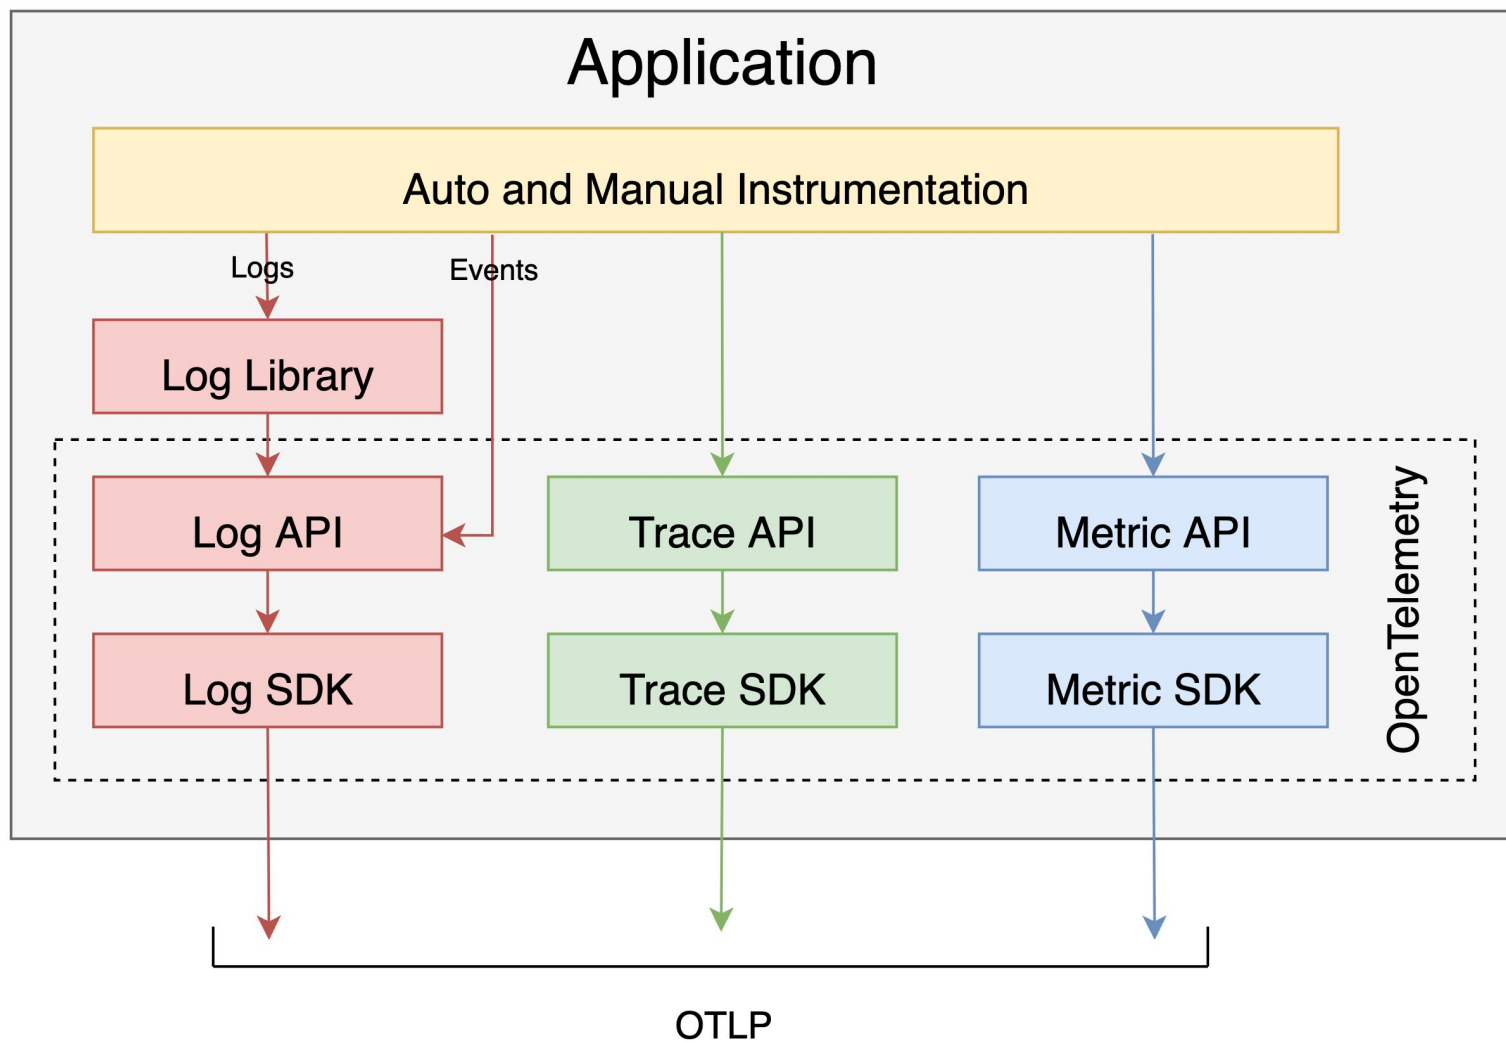 Application
Auto and Manual Instrumentation
Logs
Events
Log Library
Log API
Trace API
Metric API
Log SDK
Trace SDK
Metric SDK
OpenTelemetry
OTLP